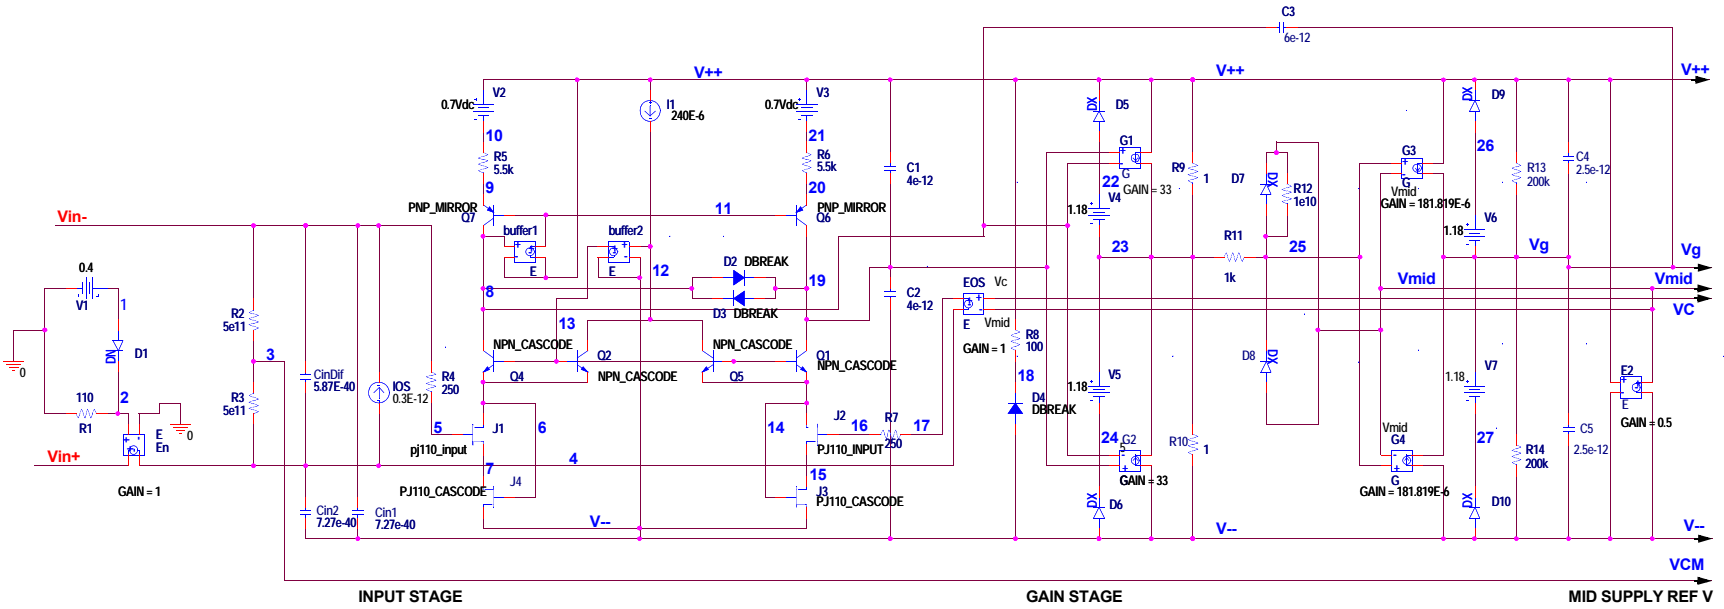 C3
6e-12
V++
V++
V++
V2
0.7Vdc
10
R5
5.5k
9
PNP_MIRROR
Q7
I1
240E-6
V3
0.7Vdc
21
R6
5.5k
20
PNP_MIRROR
Q6
11
buffer1
E
buffer2
E
12
8
D2 DBREAK
D3 DBREAK
19
13
NPN_CASCODE
Q4
Q2
NPN_CASCODE
NPN_CASCODE
Q5
Q1
NPN_CASCODE
C1
4e-12
C2
4e-12
Vin-
0.4
V1
1
D1
DN
0
110
R1
2
0
E
En
GAIN = 1
Vin+
R2
5e11
3
R3
5e11
CinDif
5.87E-40
IOS
0.3E-12
R4
250
Cin2
7.27e-40
Cin1
7.27e-40
5
J1
pj110_input
6
7
J4
PJ110_CASCODE
4
14
J2
PJ110_INPUT
16
R7
250
17
15
J3
PJ110_CASCODE
V--
EOS
E
Vc
Vmid
GAIN = 1
R8
100
18
D4
DBREAK
DX
D5
22
V4
1.18
23
V5
1.18
24
DX
D6
G1
G
GAIN = 33
G2
GAIN = 33
R9
1
R10
1
R11
1k
D7
DX
R12
1e10
25
D8
DX
G3
G
Vmid
GAIN = 181.819E-6
Vmid
G4
G
GAIN = 181.819E-6
DX
D9
26
V6
1.18
Vg
Vmid
V7
1.18
27
DX
D10
R13
200k
R14
200k
C4
2.5e-12
C5
2.5e-12
E2
E
GAIN = 0.5
Vg
Vmid
VC
V--
V--
VCM
INPUT STAGE
GAIN STAGE
MID SUPPLY REF V